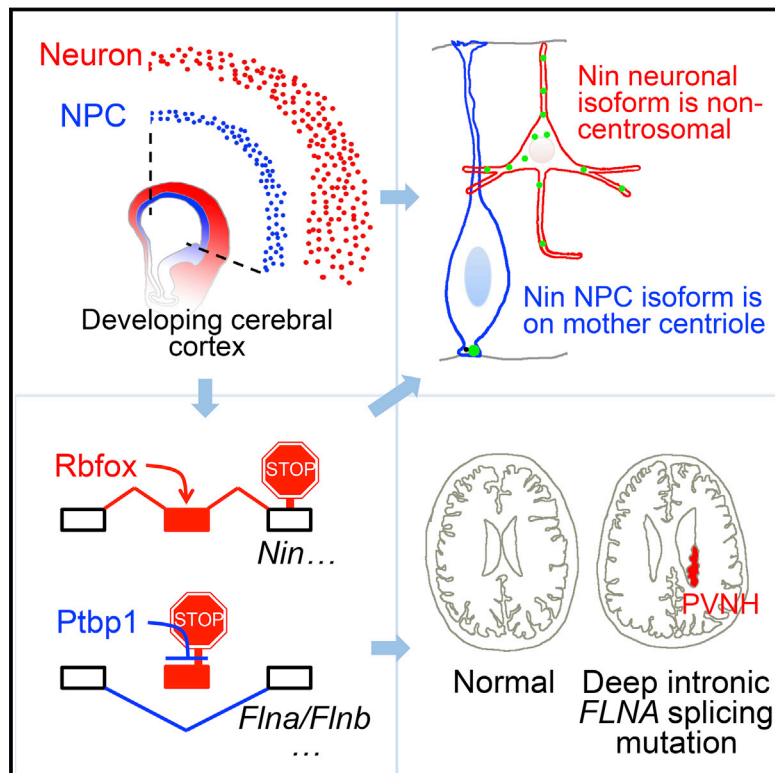 Neuron
NPC
Developing cerebral
cortex
Nin neuronal
isoform is non-
centrosomal
Nin NPC isoform is
on mother centriole
Rbfox
STOP
Nin...
Ptbp1
STOP
Flna/Flnb
...
PVNH
Normal
Deep intronic
FLNA splicing
mutation